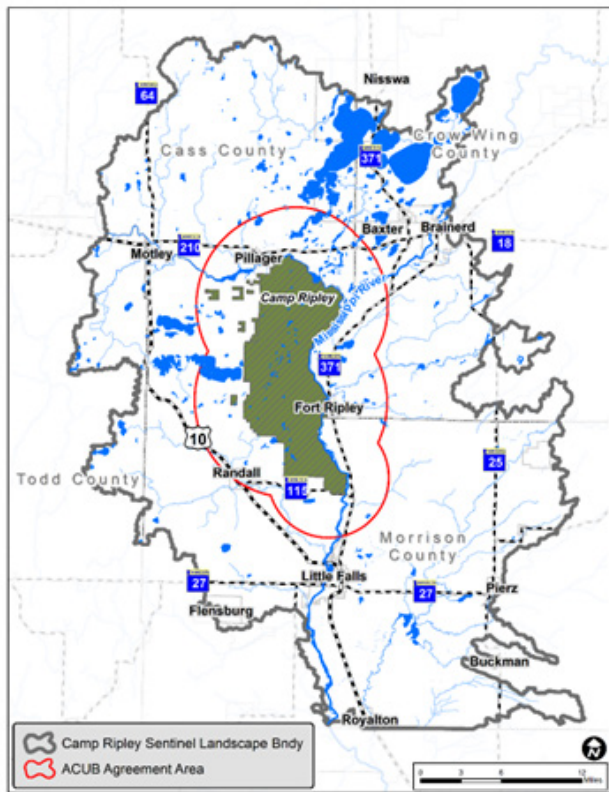 Nisswa
64
Crow Wing
County
Cass County
371
Baxter
Brainerd
18
210
Motley
Pillager
Camp Ripley
Mississippi River
371
Fort Ripley
10
Randall
115
25
Todd County
Morrison
County
Little Falls
27
27
Pierz
Flensburg
Buckman
Royalton
Camp Ripley Sentinel Landscape Bndy
ACUB Agreement Area
N
0 3 6 12
Miles